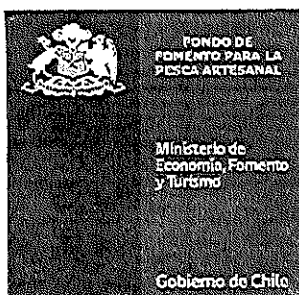 FONDO DE
FOMENTO PARA LA
PESCA ARTESANAL
Ministerio de
Economía, Fomento
y Turismo
Gobierno de Chile